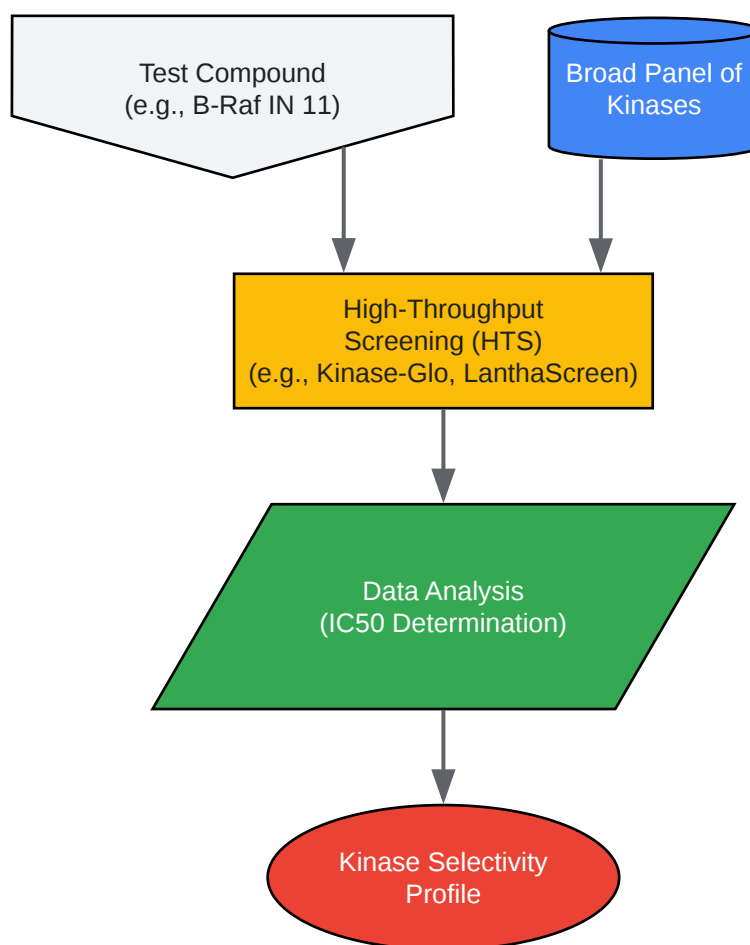 Test Compound
(e.g., B-Raf IN 11)
Broad Panel of
Kinases
High-Throughput
Screening (HTS)
(e.g., Kinase-Glo, LanthaScreen)
Data Analysis
(IC50 Determination)
Kinase Selectivity
Profile